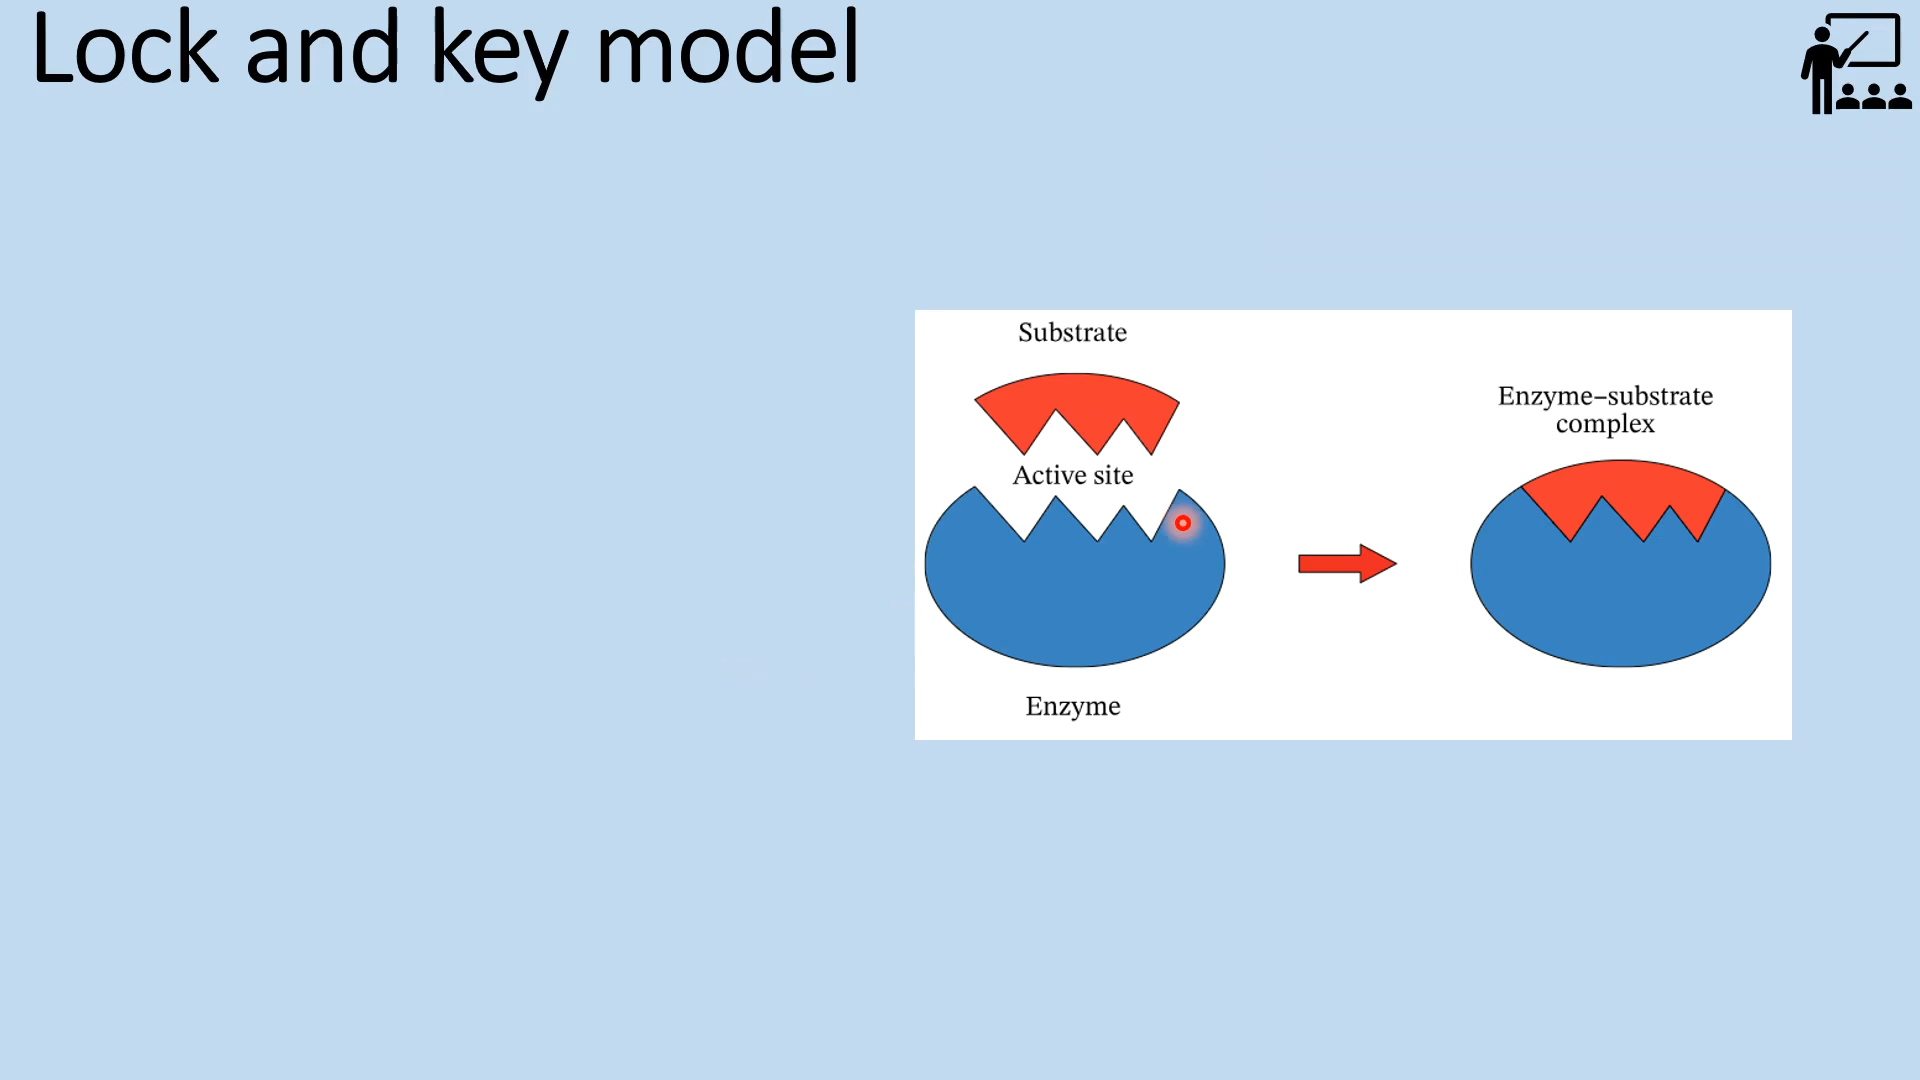 Lock and key model
Substrate
Active site
Enzyme
Enzyme–substrate
complex